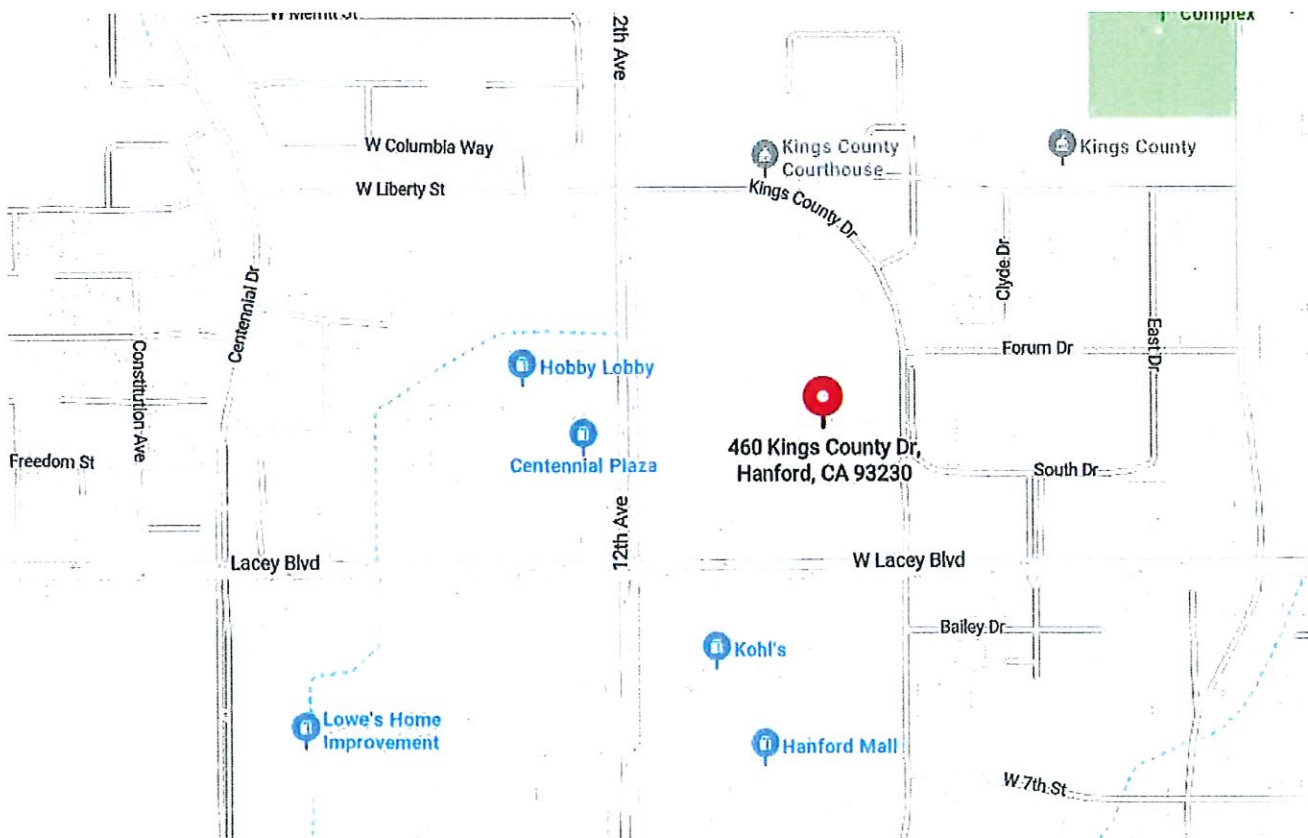 W Merritt St
2th Ave
Complex
W Columbia Way
Kings County
Courthouse
Kings County
W Liberty St
Kings County Dr
Clyde Dr
Centennial Dr
Constitution Ave
East Dr
Forum Dr
Hobby Lobby
Centennial Plaza
460 Kings County Dr,
Hanford, CA 93230
Freedom St
South Dr
12th Ave
Lacey Blvd
W Lacey Blvd
Bailey Dr
Kohl's
Lowe's Home
Improvement
Hanford Mall
W 7th St